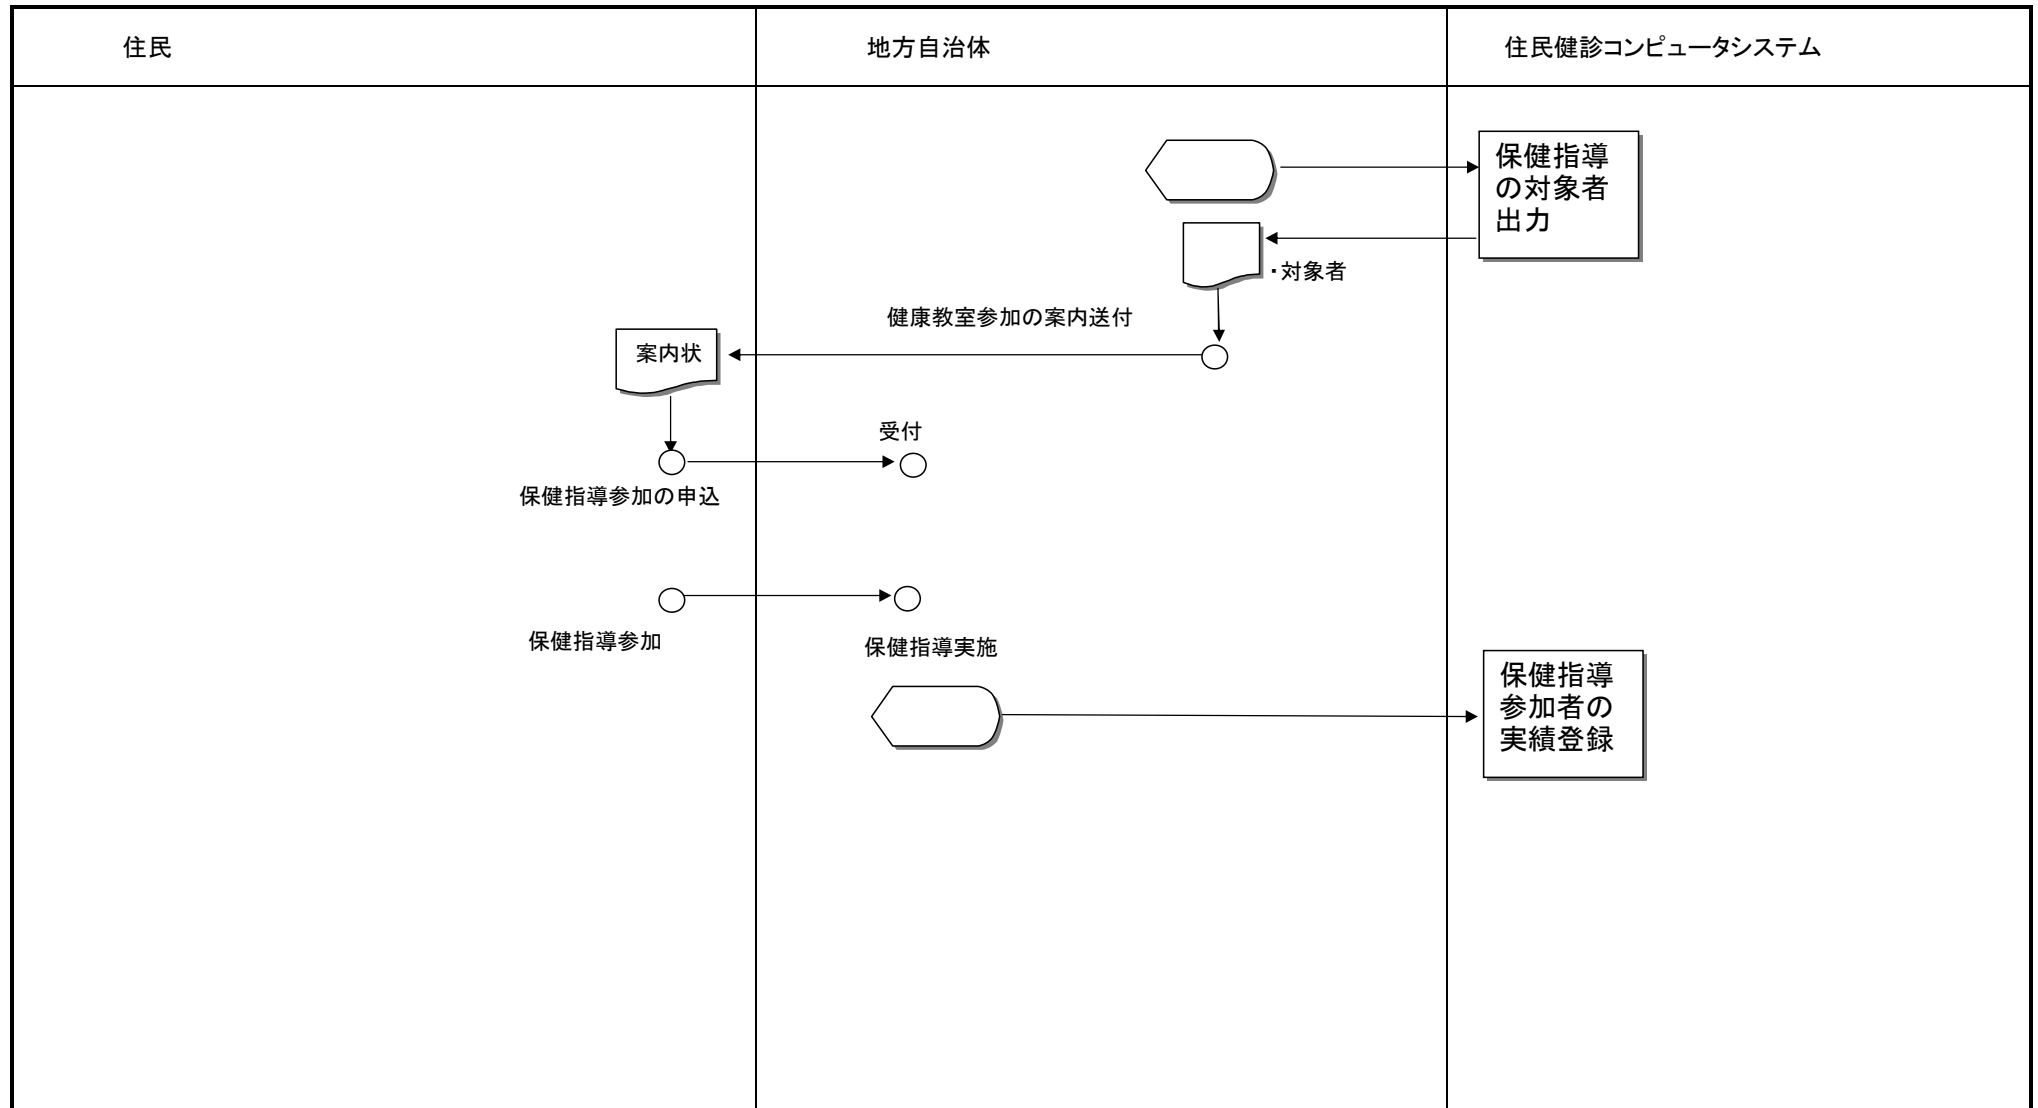 住民
地方自治体
住民健診コンピュータシステム
保健指導
の対象者
出力
・対象者
健康教室参加の案内送付
案内状
受付
保健指導参加の申込
保健指導参加
保健指導実施
保健指導
参加者の
実績登録